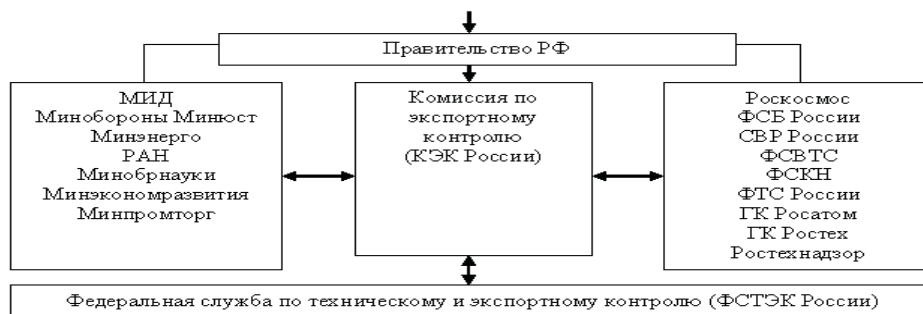 Правительство РФ
МИД
Минобороны Минюст
Минэнерго
РАН
Минобрнауки
Минэкономразвития
Минпромторг
Комиссия по
экспортному
контролю
(КЭК России)
Роскосмос
ФСБ России
СВР России
ФСВТС
ФСКН
ФТС России
ГК Росатом
ГК Ростех
Ростехнадзор
Федеральная служба по техническому и экспортному контролю (ФСТЭК России)